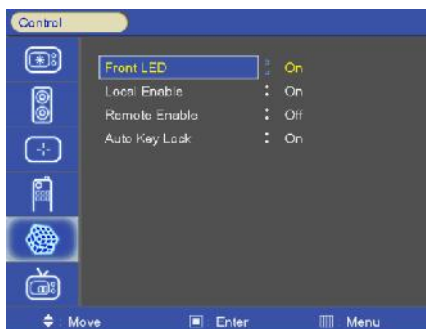 Control
Front LED : On
Local Enable : On
Remote Enable : Off
Auto Key Lock : On
: Move : Enter Menu